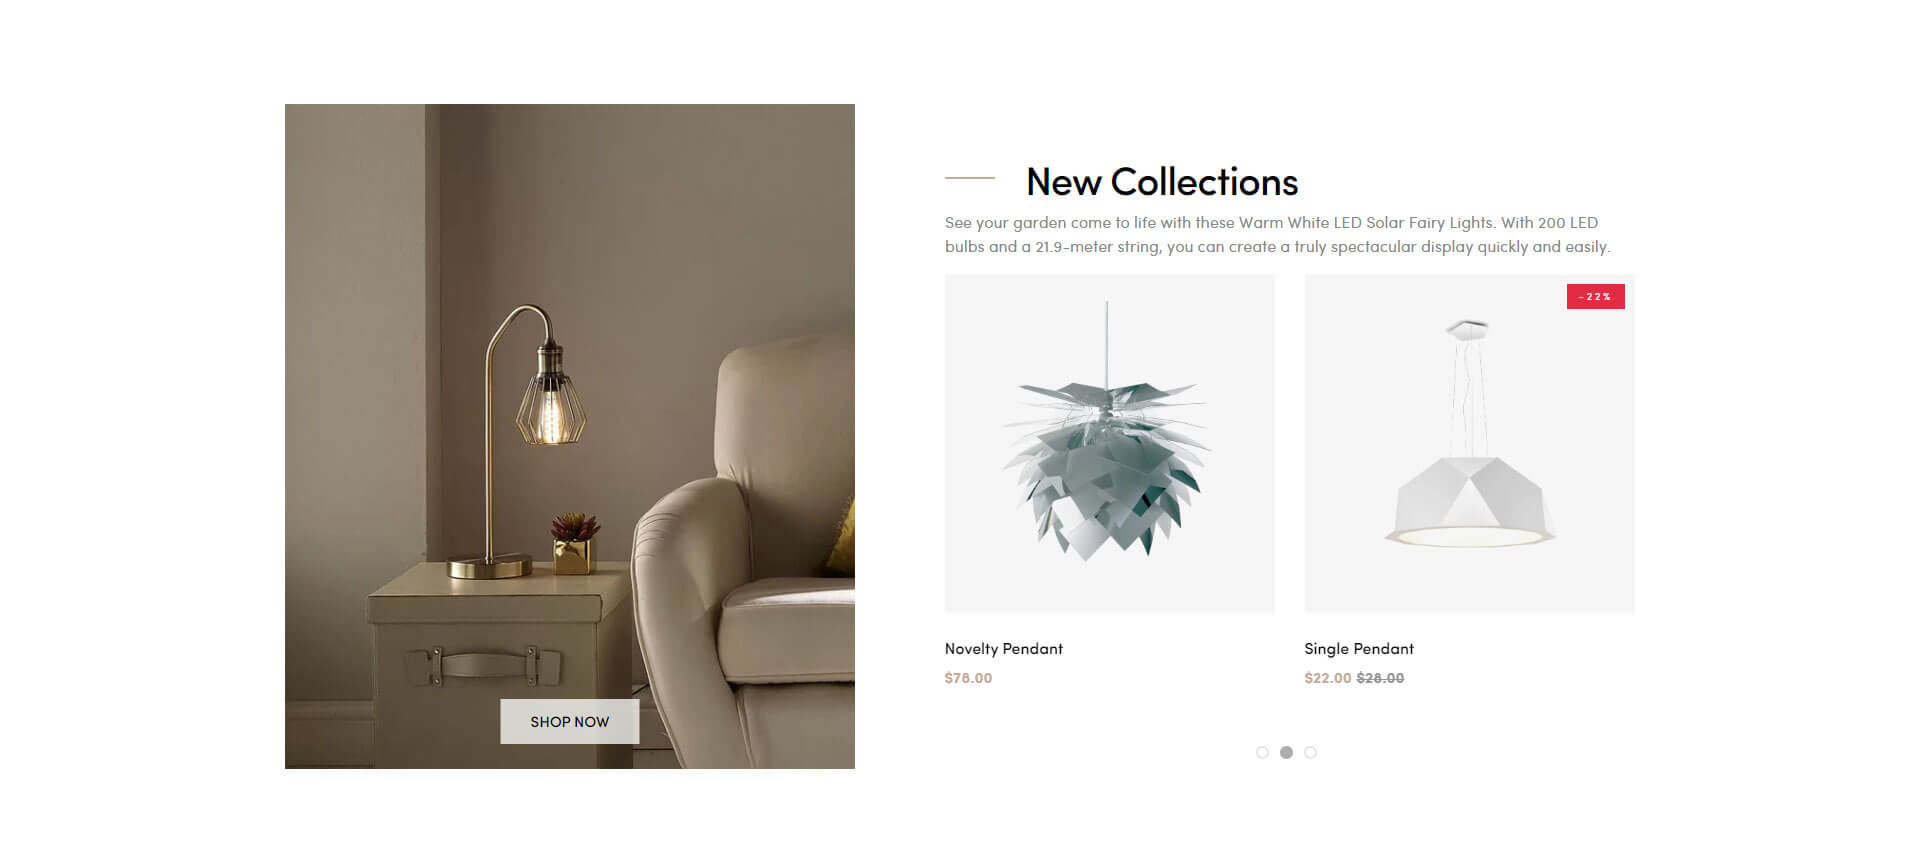 SHOP NOW
New Collections
See your garden come to life with these Warm White LED Solar Fairy Lights. With 200 LED
bulbs and a 21.9-meter string, you can create a truly spectacular display quickly and easily.
-22%
Novelty Pendant
$78.00
Single Pendant
$22.00 $28.00